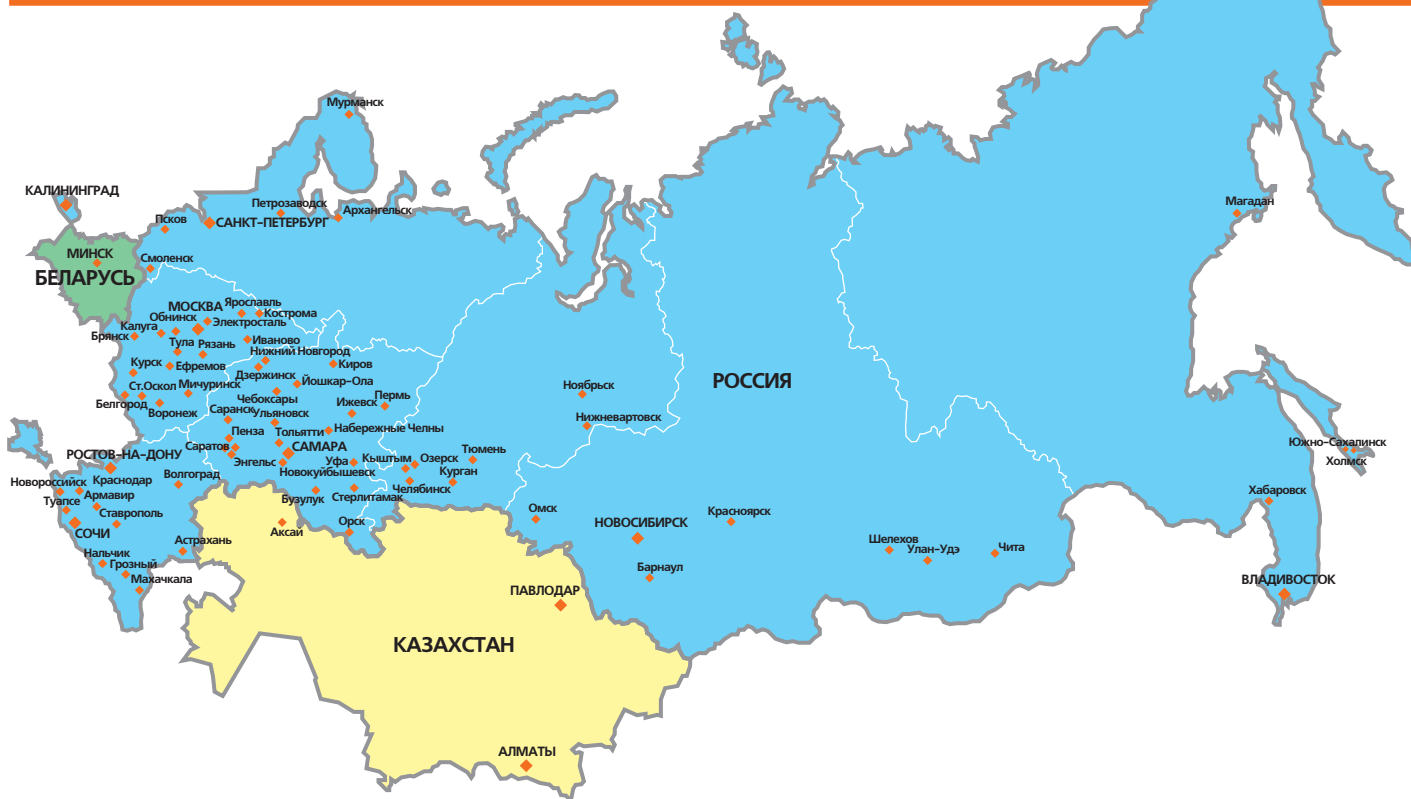 Мурманск
КАЛИНИНГРАД
Петрозаводск
Архангельск
Магадан
Псков
САНКТ-ПЕТЕРБУРГ
МИНСК
Смоленск
БЕЛАРУСЬ
МОСКВА
Ярославль
Кострома
Обнинск
Электросталь
Калуга
Брянск
Тула
Рязань
Иваново
Нижний Новгород
Курск
Ефремов
Киров
РОССИЯ
Дзержинск
Йошкар-Ола
Ст.Оскол
Мичуринск
Ноябрьск
Белгород
Чебоксары
Пермь
Воронеж
Саранск
Ульяновск
Ижевск
Нижневартовск
Пенза
Тольятти
Набережные Челны
Южно-Сахалинск
Холмск
РОСТОВ-НА-ДОНУ
Саратов
САМАРА
Тюмень
Энгельс
Уфа
Кыштым
Озерск
Новороссийск
Краснодар
Волгоград
Новокуйбышевск
Курган
Челябинск
Армавир
Туапсе
Бузулук
Стерлитамак
Хабаровск
Ставрополь
СОЧИ
Аксай
Орск
Омск
НОВОСИБИРСК
Красноярск
Астрахань
Шелехов
Улан-Удэ
Чита
Нальчик
Грозный
Махачкала
Барнаул
ВЛАДИВОСТОК
ПАВЛОДАР
КАЗАХСТАН
АЛМАТЫ